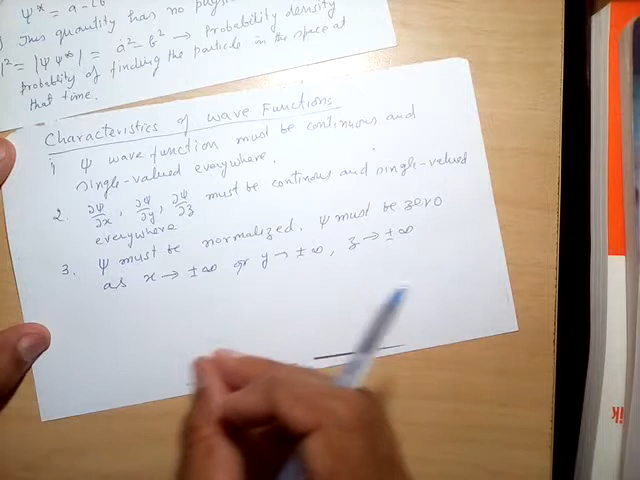 ψ* = a - ib
This quantity has no
|² = |ψψ*| = a² = b² → Probability density
probability of finding the particle in the space at
that time.
Characteristics of wave Functions
1) ψ wave function must be continuous and
single-valued everywhere.
2. ∂ψ/∂x, ∂ψ/∂y, ∂ψ/∂z must be continous and single-valued
everywhere
3. ψ must be normalized. ψ must be zero
as x → ±∞ or y → ±∞, z → ±∞